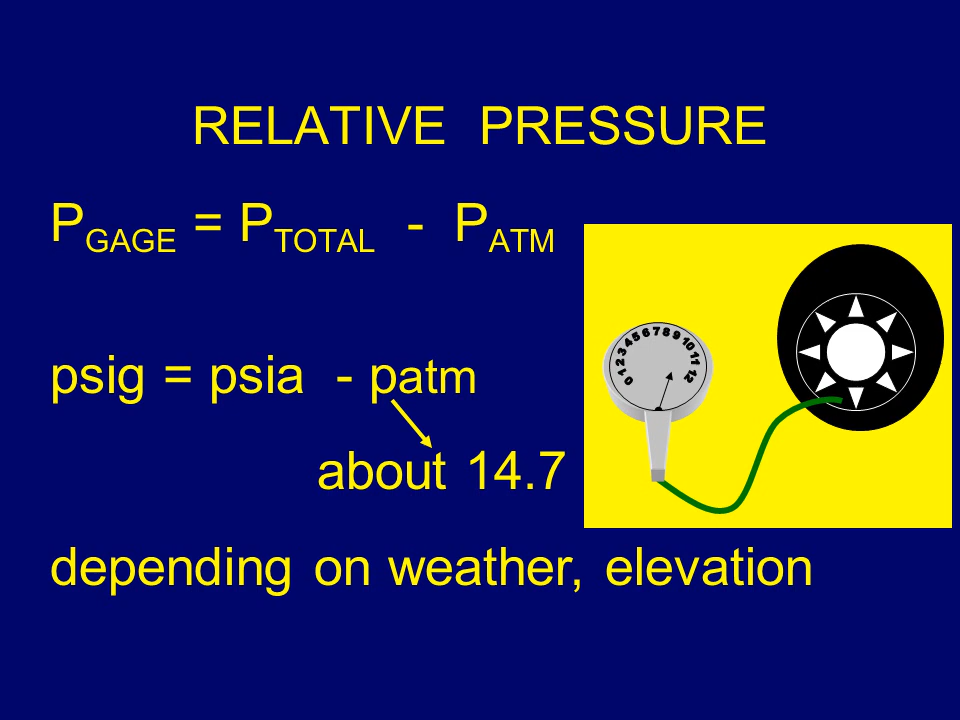 RELATIVE PRESSURE
PGAGE = PTOTAL - PATM
psig = psia - patm
about 14.7
depending on weather, elevation
0 1 2 3 4 5 6 7 8 9 10 11 12